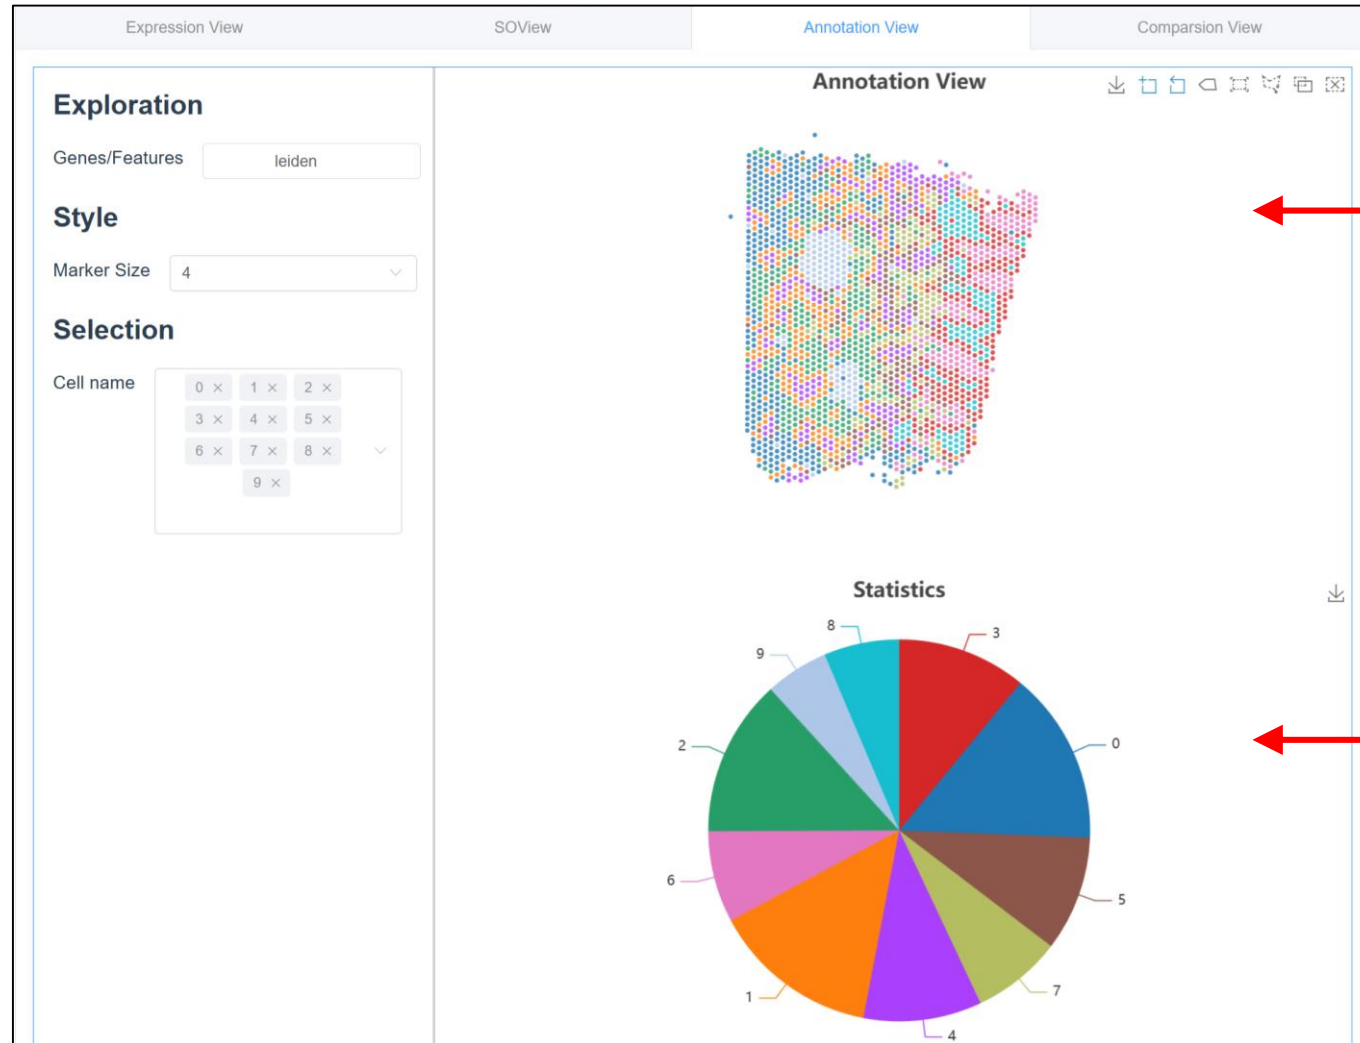 Expression View
SOView
Annotation View
Comparsion View
Exploration
Genes/Features
leiden
Style
Marker Size
4
Selection
Cell name
0 × 1 × 2 ×
3 × 4 × 5 ×
6 × 7 × 8 ×
9 ×
Annotation View
Statistics
8
3
9
0
2
6
5
7
1
4